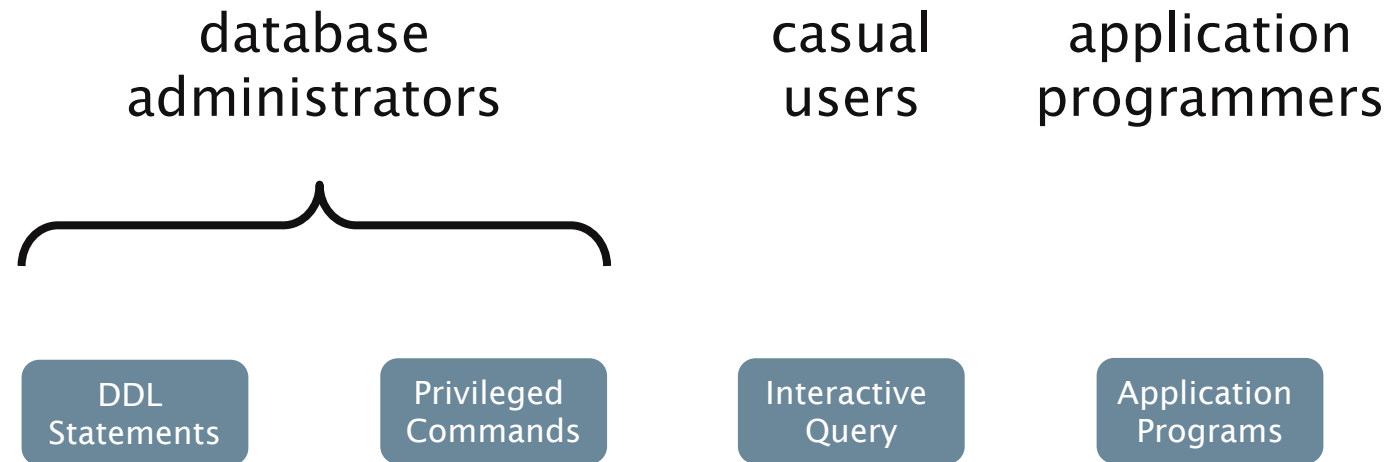 database
administrators
casual
users
application
programmers
DDL
Statements
Privileged
Commands
Interactive
Query
Application
Programs